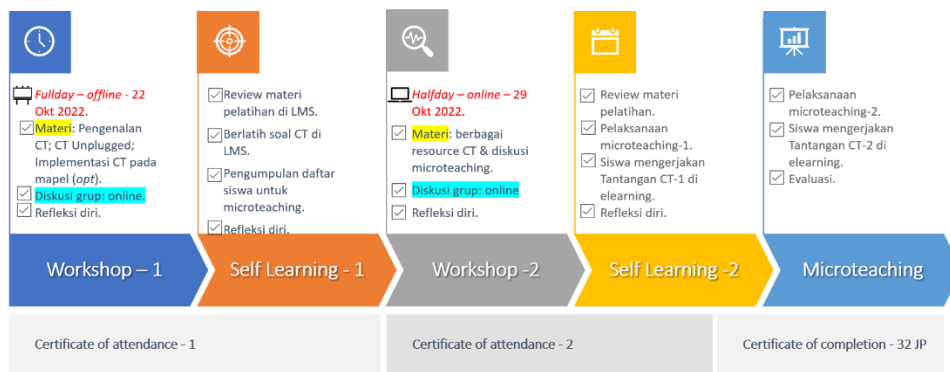 Fullday – offline - 22
Okt 2022.
Materi: Pengenalan
CT; CT Unplugged;
Implementasi CT pada
mapel (opt).
Diskusi grup: online.
Refleksi diri.
Review materi
pelatihan di LMS.
Berlatih soal CT di
LMS.
Pengumpulan daftar
siswa untuk
microteaching.
Refleksi diri.
Halfday – online – 29
Okt 2022.
Materi: berbagai
resource CT & diskusi
microteaching.
Diskusi grup: online
Refleksi diri.
Review materi
pelatihan.
Pelaksanaan
microteaching-1.
Siswa mengerjakan
Tantangan CT-1 di
elearning.
Refleksi diri.
Pelaksanaan
microteaching-2.
Siswa mengerjakan
Tantangan CT-2 di
elearning.
Evaluasi.
Workshop – 1
Self Learning - 1
Workshop -2
Self Learning -2
Microteaching
Certificate of attendance - 1
Certificate of attendance - 2
Certificate of completion - 32 JP